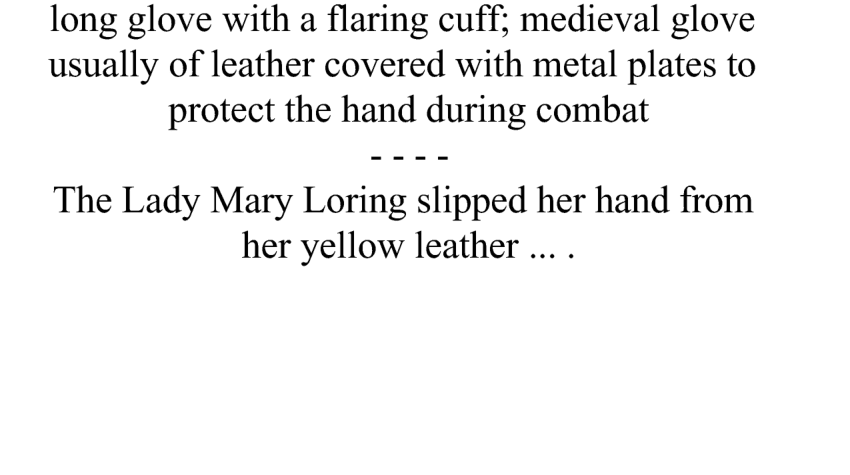 long glove with a flaring cuff; medieval glove
usually of leather covered with metal plates to
protect the hand during combat
- - - -
The Lady Mary Loring slipped her hand from
her yellow leather ... .